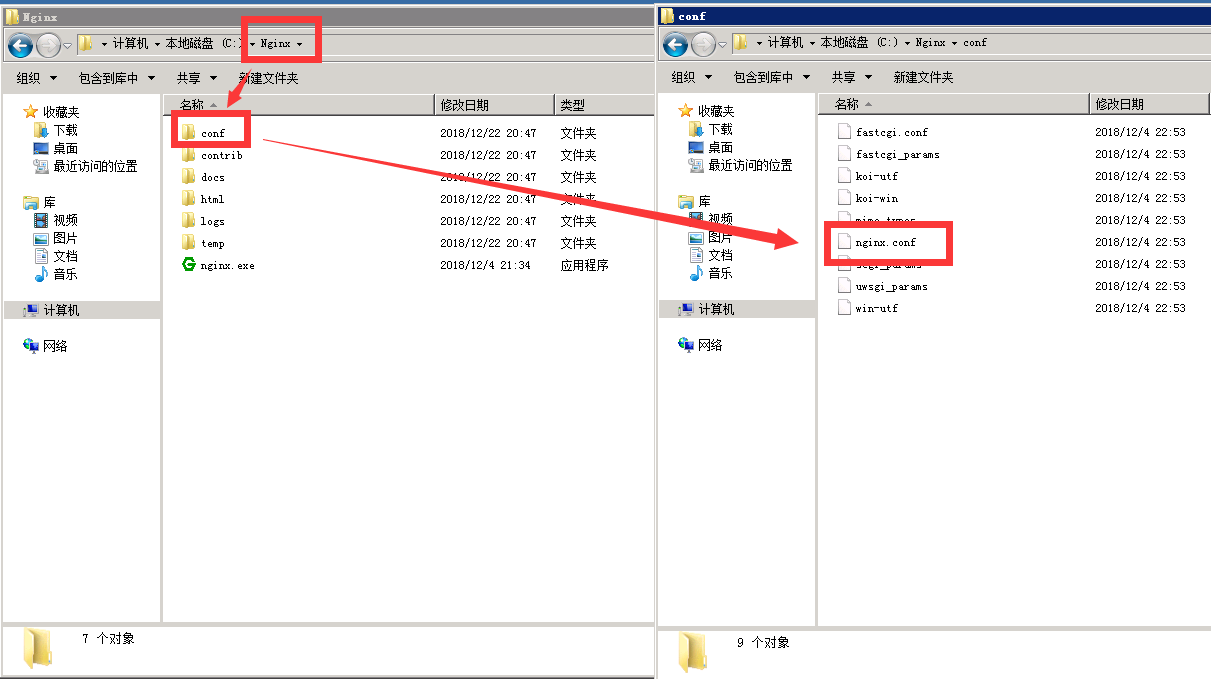 Nginx
计算机 本地磁盘 (C:) Nginx
组织 包含到库中 共享 新建文件夹
收藏夹
下载
桌面
最近访问的位置
库
视频
图片
文档
音乐
计算机
网络
名称 修改日期 类型
conf 2018/12/22 20:47 文件夹
contrib 2018/12/22 20:47 文件夹
docs 2018/12/22 20:47 文件夹
html 2018/12/22 20:47 文件夹
logs 2018/12/22 20:47 文件夹
temp 2018/12/22 20:47 文件夹
nginx.exe 2018/12/4 21:34 应用程序
7 个对象
conf
计算机 本地磁盘 (C:) Nginx conf
组织 包含到库中 共享 新建文件夹
收藏夹
下载
桌面
最近访问的位置
库
视频
图片
文档
音乐
计算机
网络
名称 修改日期
fastcgi.conf 2018/12/4 22:53
fastcgi_params 2018/12/4 22:53
koi-utf 2018/12/4 22:53
koi-win 2018/12/4 22:53
mime.types 2018/12/4 22:53
nginx.conf 2018/12/4 22:53
scgi_params 2018/12/4 22:53
uwsgi_params 2018/12/4 22:53
win-utf 2018/12/4 22:53
9 个对象